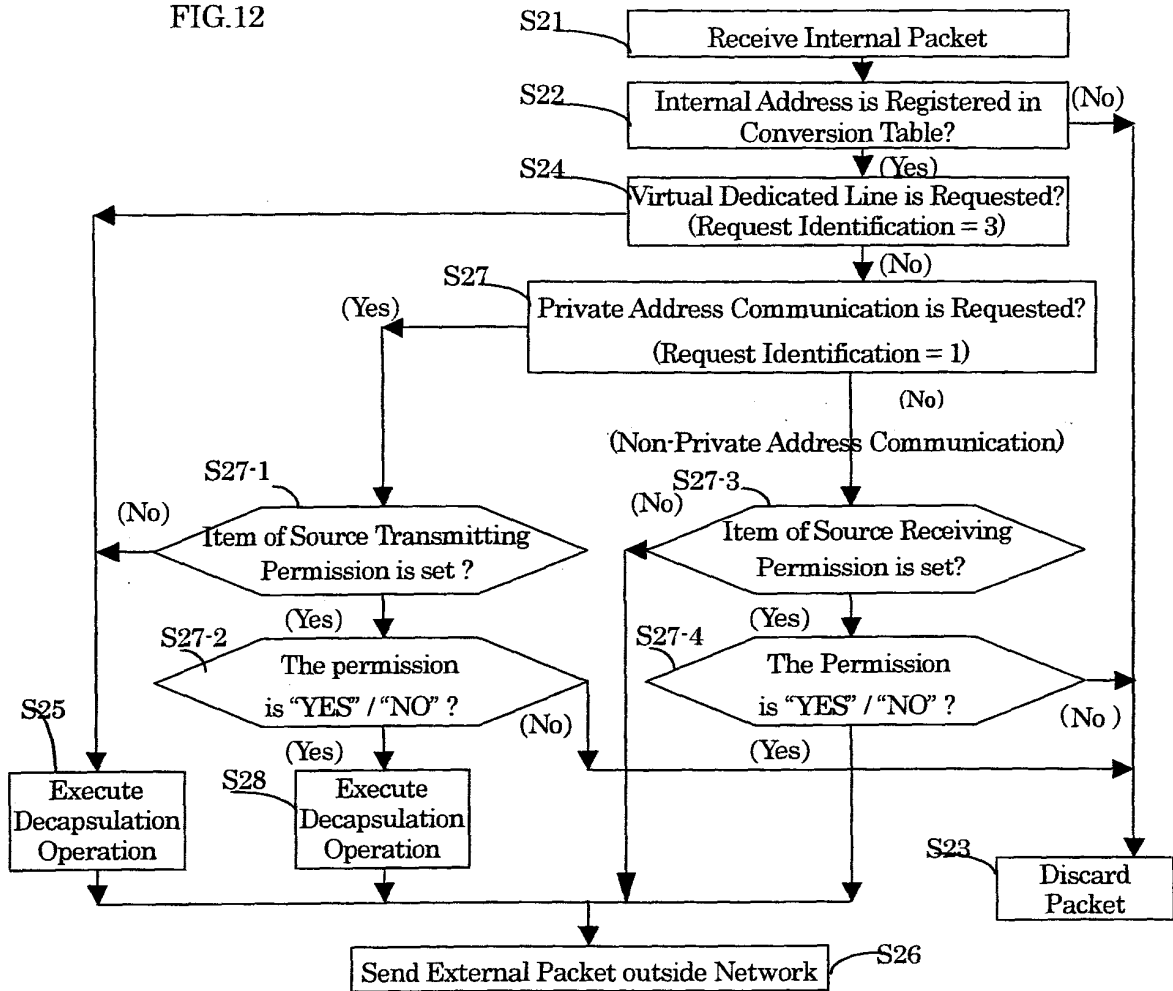 FIG.12
S21
Receive Internal Packet
S22
Internal Address is Registered in
Conversion Table?
(No)
(Yes)
S24
Virtual Dedicated Line is Requested?
(Request Identification = 3)
(No)
S27
(Yes)
Private Address Communication is Requested?
(Request Identification = 1)
(No)
(Non-Private Address Communication)
S27-1
(No)
Item of Source Transmitting
Permission is set ?
(Yes)
S27-3
(No)
Item of Source Receiving
Permission is set?
(Yes)
S27-2
The permission
is "YES" / "NO" ?
(No)
(Yes)
S27-4
The Permission
is "YES" / "NO" ?
(No)
(Yes)
S25
Execute
Decapsulation
Operation
S28
Execute
Decapsulation
Operation
S23
Discard
Packet
Send External Packet outside Network
S26